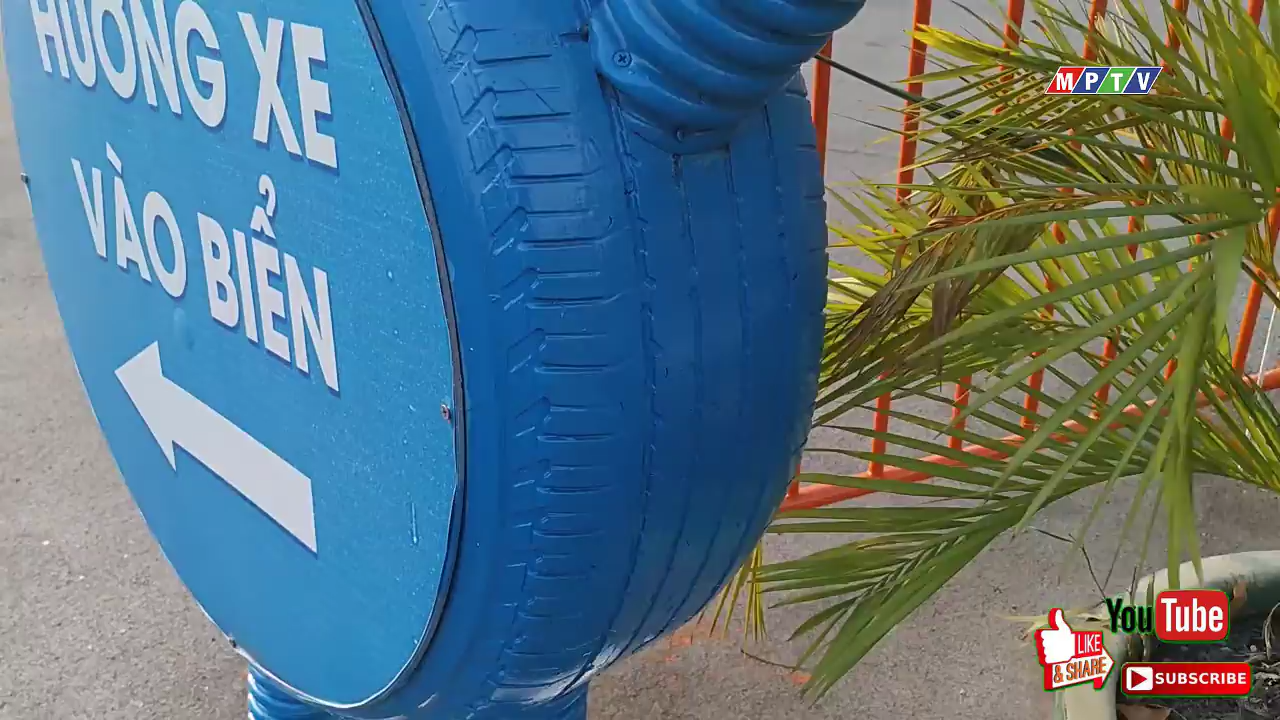 HƯỚNG XE
VÀO BIỂN
MPTV
YouTube
LIKE
& SHARE
SUBSCRIBE